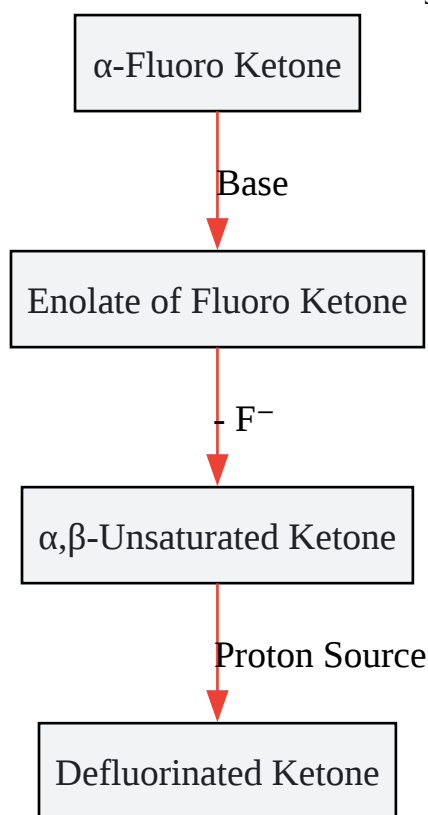 α-Fluoro Ketone
Base
Enolate of Fluoro Ketone
- F⁻
α,β-Unsaturated Ketone
Proton Source
Defluorinated Ketone